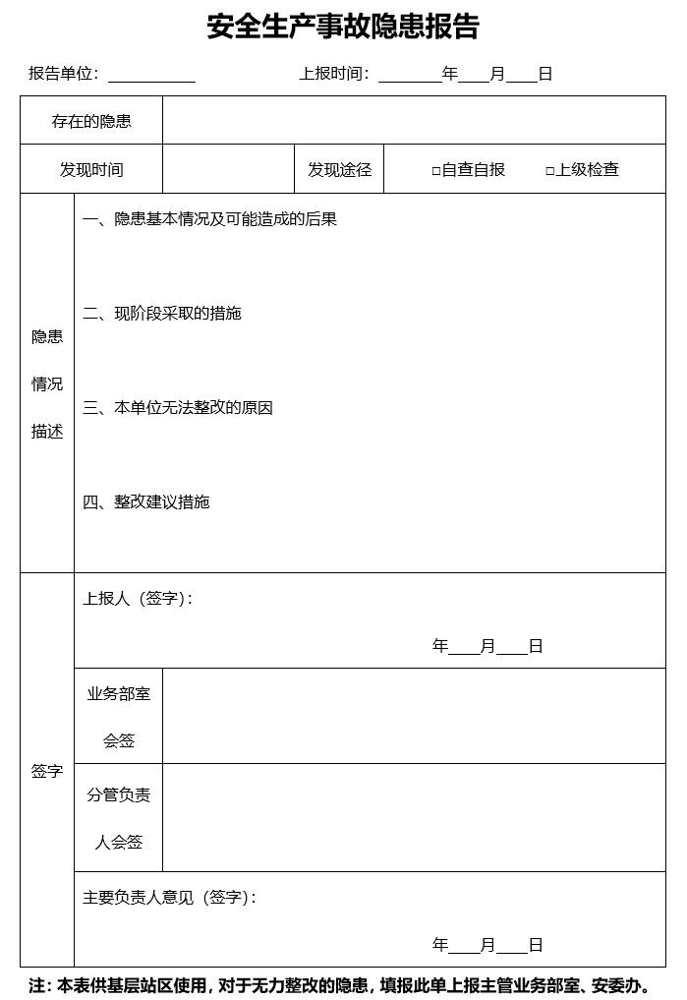 安全生产事故隐患报告
报告单位：___________ 上报时间：________年____月____日
存在的隐患
发现时间 发现途径 □自查自报 □上级检查
隐患
情况
描述
一、隐患基本情况及可能造成的后果
二、现阶段采取的措施
三、本单位无法整改的原因
四、整改建议措施
签字
上报人（签字）：
年____月____日
业务部室
会签
分管负责
人会签
主要负责人意见（签字）：
年____月____日
注：本表供基层站区使用，对于无力整改的隐患，填报此单上报主管业务部室、安委办。